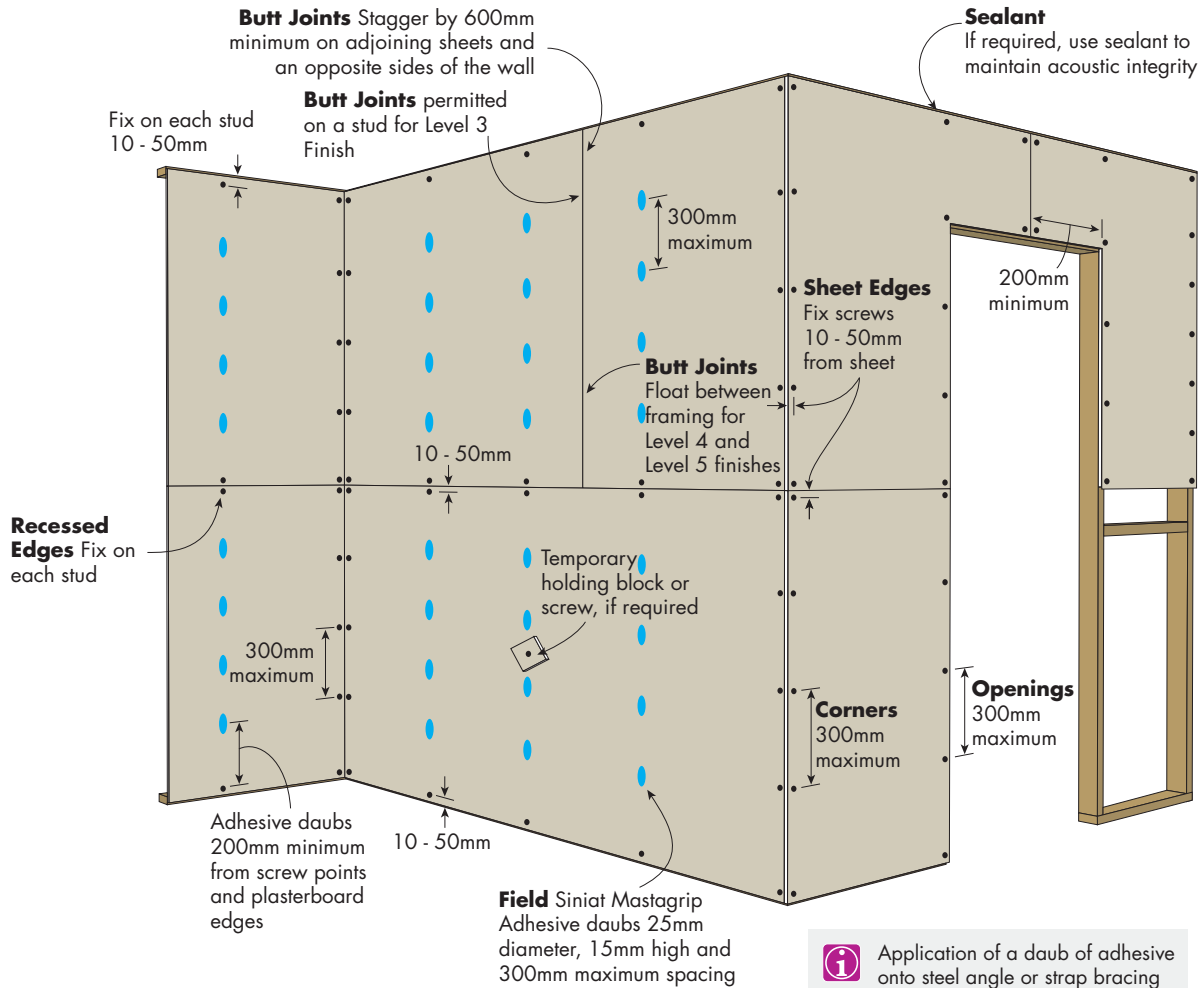 Butt Joints Stagger by 600mm
minimum on adjoining sheets and
an opposite sides of the wall
Sealant
If required, use sealant to
maintain acoustic integrity
Butt Joints permitted
on a stud for Level 3
Finish
Fix on each stud
10 - 50mm
300mm
maximum
200mm
minimum
Sheet Edges
Fix screws
10 - 50mm
from sheet
Butt Joints
Float between
framing for
Level 4 and
Level 5 finishes
10 - 50mm
Recessed
Edges Fix on
each stud
Temporary
holding block or
screw, if required
300mm
maximum
Corners
300mm
maximum
Openings
300mm
maximum
Adhesive daubs
200mm minimum
from screw points
and plasterboard
edges
10 - 50mm
Field Siniat Mastagrip
Adhesive daubs 25mm
diameter, 15mm high and
300mm maximum spacing
i
Application of a daub of adhesive
onto steel angle or strap bracing